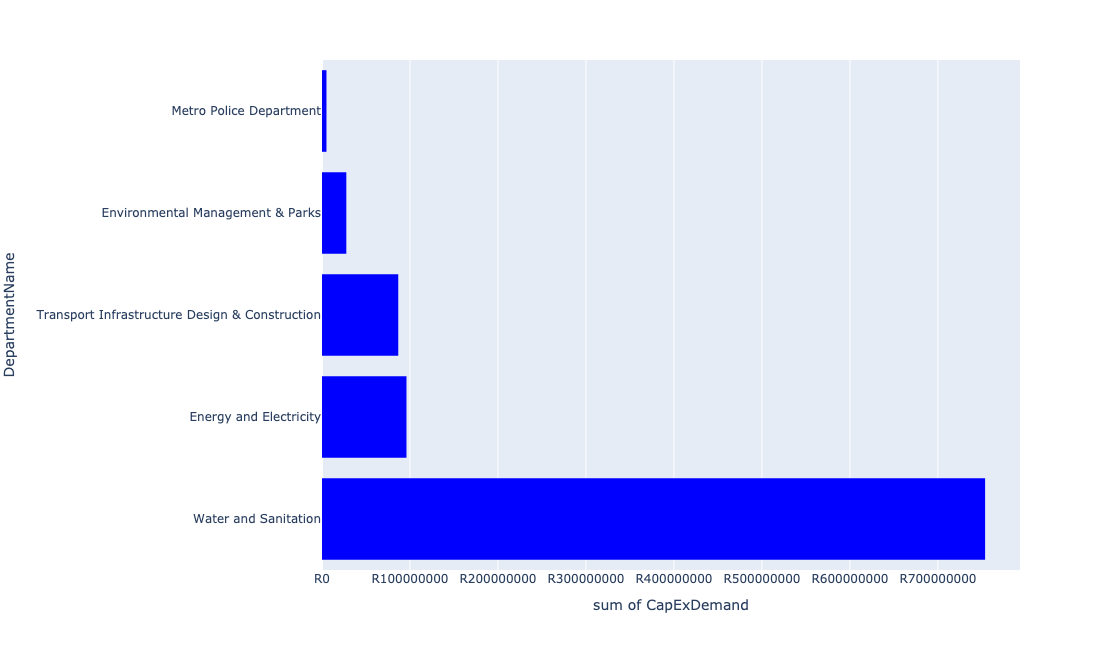 DepartmentName
Metro Police Department
Environmental Management & Parks
Transport Infrastructure Design & Construction
Energy and Electricity
Water and Sanitation
R0 R100000000 R200000000 R300000000 R400000000 R500000000 R600000000 R700000000
sum of CapExDemand